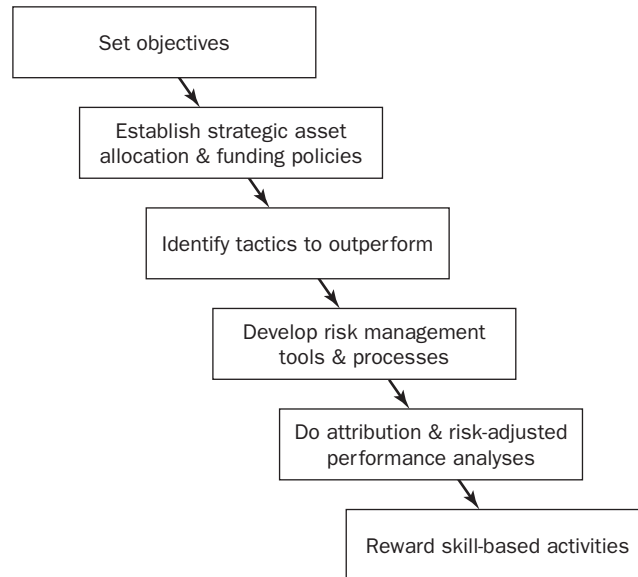 Set objectives
Establish strategic asset
allocation & funding policies
Identify tactics to outperform
Develop risk management
tools & processes
Do attribution & risk-adjusted
performance analyses
Reward skill-based activities